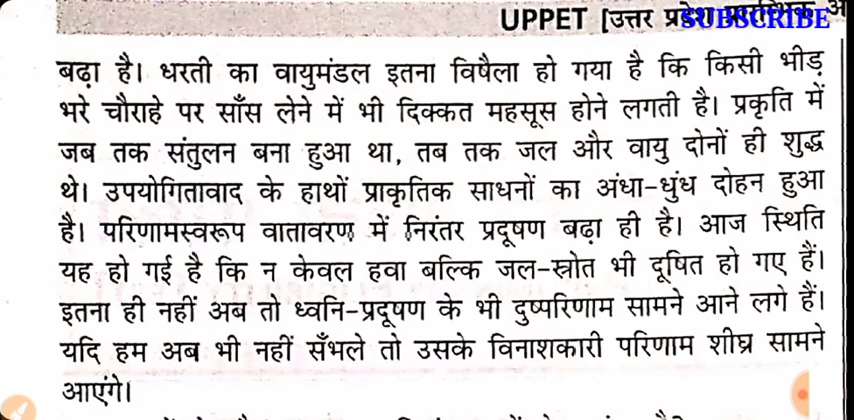 UPPET [उत्तर प्रदेश
SUBSCRIBE
बढ़ा है। धरती का वायुमंडल इतना विषैला हो गया है कि किसी भीड़
भरे चौराहे पर साँस लेने में भी दिक्कत महसूस होने लगती है। प्रकृति में
जब तक संतुलन बना हुआ था, तब तक जल और वायु दोनों ही शुद्ध
थे। उपयोगितावाद के हाथों प्राकृतिक साधनों का अंधा-धुंध दोहन हुआ
है। परिणामस्वरूप वातावरण में निरंतर प्रदूषण बढ़ा ही है। आज स्थिति
यह हो गई है कि न केवल हवा बल्कि जल-स्रोत भी दूषित हो गए हैं।
इतना ही नहीं अब तो ध्वनि-प्रदूषण के भी दुष्परिणाम सामने आने लगे हैं।
यदि हम अब भी नहीं सँभले तो उसके विनाशकारी परिणाम शीघ्र सामने
आएंगे।